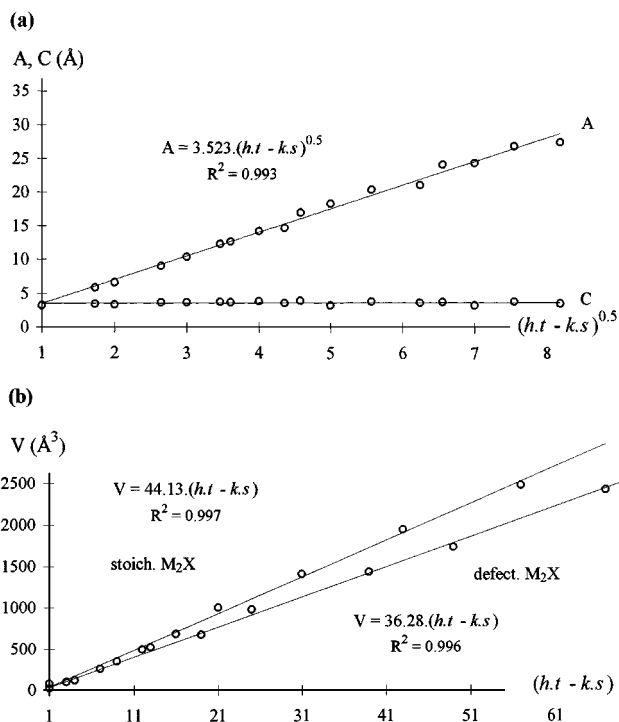 (a)
A, C (Å)
35
30
25
20
15
10
5
0
A = 3.523.(h.t - k.s)^0.5
R² = 0.993
A
C
1 2 3 4 5 6 7 8
(h.t - k.s)^0.5
(b)
V (Å³)
2500
2000
1500
1000
500
0
V = 44.13.(h.t - k.s)
R² = 0.997
stoich. M₂X
defect. M₂X
V = 36.28.(h.t - k.s)
R² = 0.996
(h.t - k.s)
1 11 21 31 41 51 61